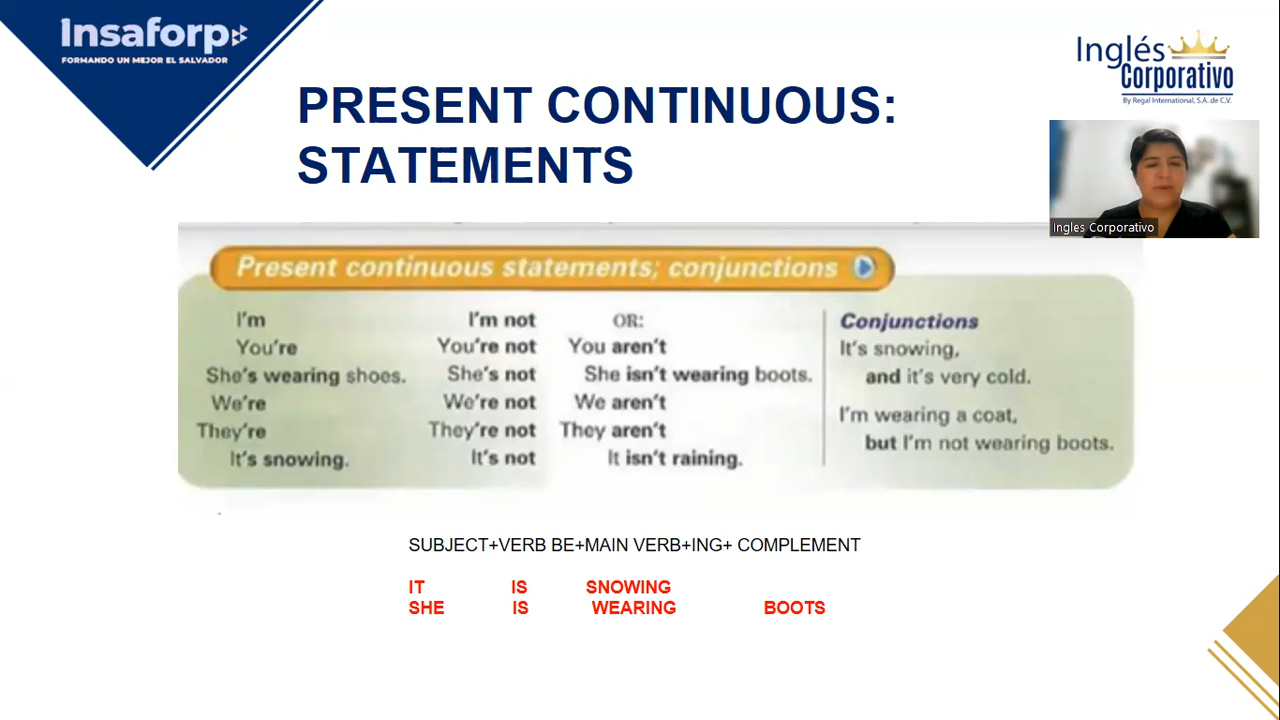 Insaforp
FORMANDO UN MEJOR EL SALVADOR
Inglés
Corporativo
By Regal International, S.A. de C.V.
PRESENT CONTINUOUS:
STATEMENTS
Ingles Corporativo
Present continuous statements; conjunctions
I'm I'm not OR:
You're You're not You aren't
She's wearing shoes. She's not She isn't wearing boots.
We're We're not We aren't
They're They're not They aren't
It's snowing. It's not It isn't raining.
Conjunctions
It's snowing,
and it's very cold.
I'm wearing a coat,
but I'm not wearing boots.
SUBJECT+VERB BE+MAIN VERB+ING+ COMPLEMENT
IT IS SNOWING
SHE IS WEARING BOOTS